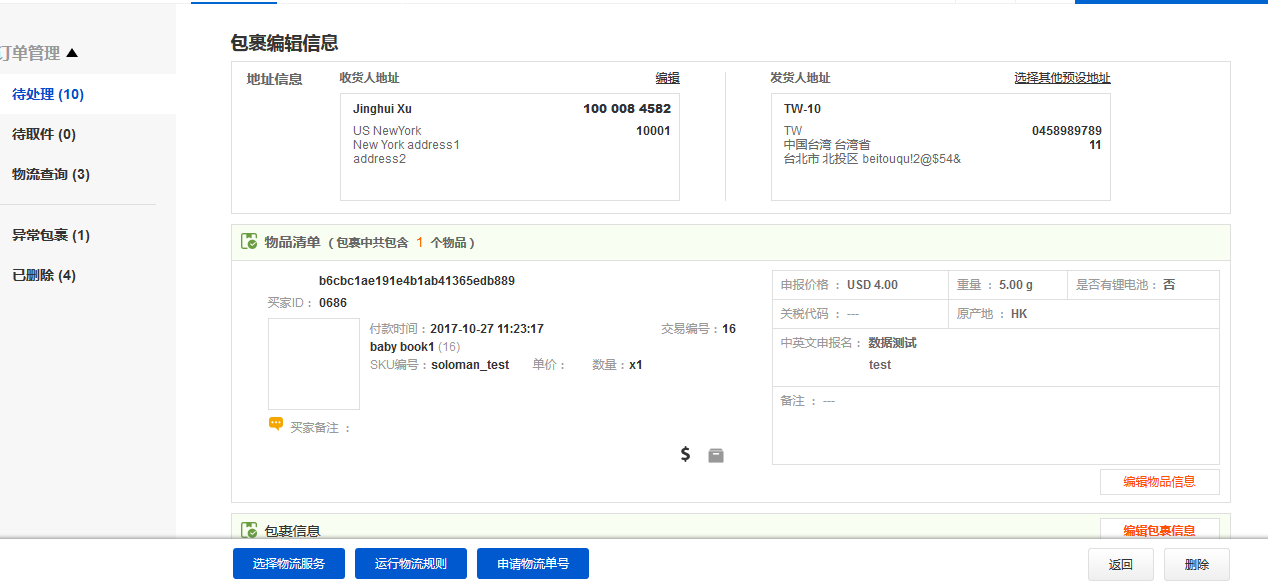 订单管理 ▲
待处理 (10)
待取件 (0)
物流查询 (3)
异常包裹 (1)
已删除 (4)
包裹编辑信息
地址信息
收货人地址 编辑
Jinghui Xu 100 008 4582
US NewYork 10001
New York address1
address2
发货人地址 选择其他预设地址
TW-10
TW 0458989789
中国台湾 台湾省 11
台北市 北投区 beitouqu!2@$54&
物品清单 ( 包裹中共包含 1 个物品 )
b6cbc1ae191e4b1ab41365edb889
买家ID： 0686
付款时间：2017-10-27 11:23:17 交易编号：16
baby book1 (16)
SKU编号：soloman_test 单价： 数量：x1
买家备注 ：
$
申报价格 ： USD 4.00 重量 ： 5.00 g 是否有锂电池： 否
关税代码 ： --- 原产地 ： HK
中英文申报名： 数据测试
test
备注 ： ---
编辑物品信息
包裹信息 编辑包裹信息
选择物流服务 运行物流规则 申请物流单号 返回 删除